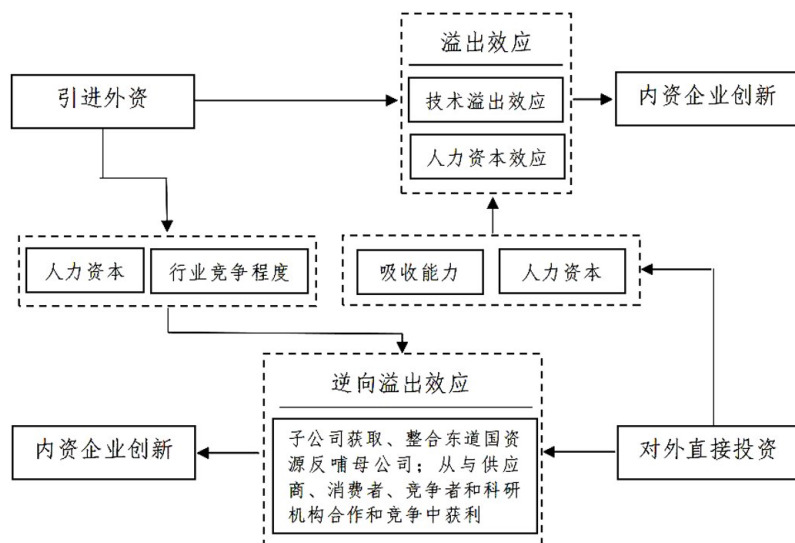 溢出效应
引进外资
技术溢出效应
内资企业创新
人力资本效应
人力资本
行业竞争程度
吸收能力
人力资本
逆向溢出效应
子公司获取、整合东道国资
源反哺母公司；从与供应
商、消费者、竞争者和科研
机构合作和竞争中获利
内资企业创新
对外直接投资